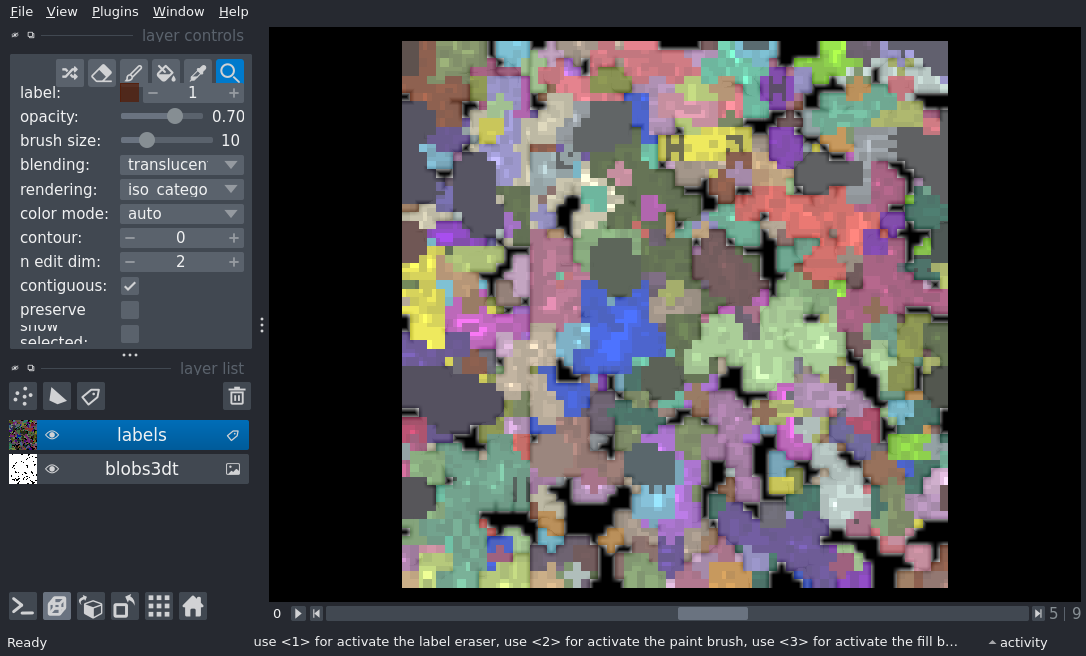 File View Plugins Window Help
layer controls
label: 1
opacity: 0.70
brush size: 10
blending: translucen
rendering: iso_catego
color mode: auto
contour: 0
n edit dim: 2
contiguous:
preserve
show
selected:
layer list
labels
blobs3dt
0 5 | 9
Ready use <1> for activate the label eraser, use <2> for activate the paint brush, use <3> for activate the fill b... activity